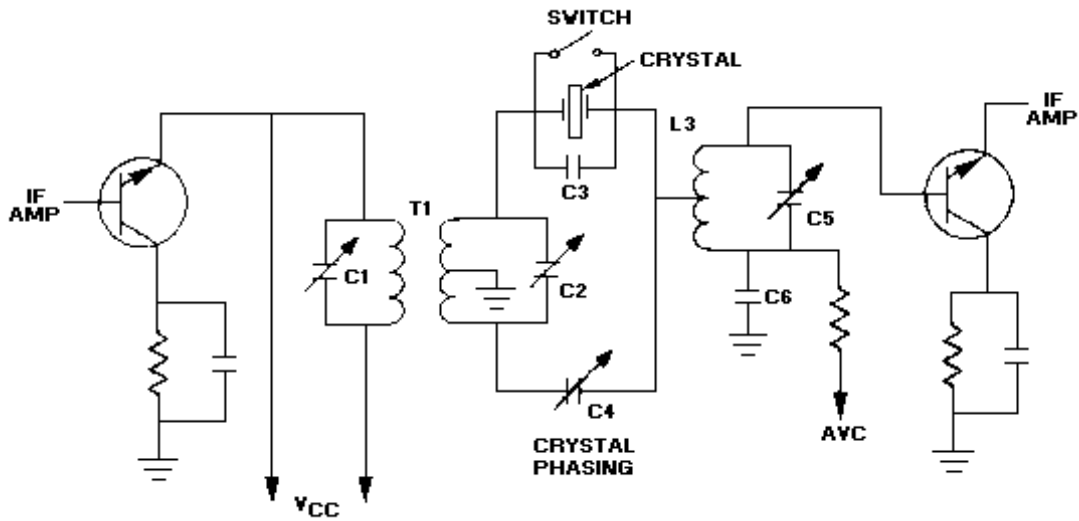 SWITCH
CRYSTAL
L3
IF
AMP
IF
AMP
T1
C3
C1
C2
C5
C6
C4
CRYSTAL
PHASING
AVC
VCC